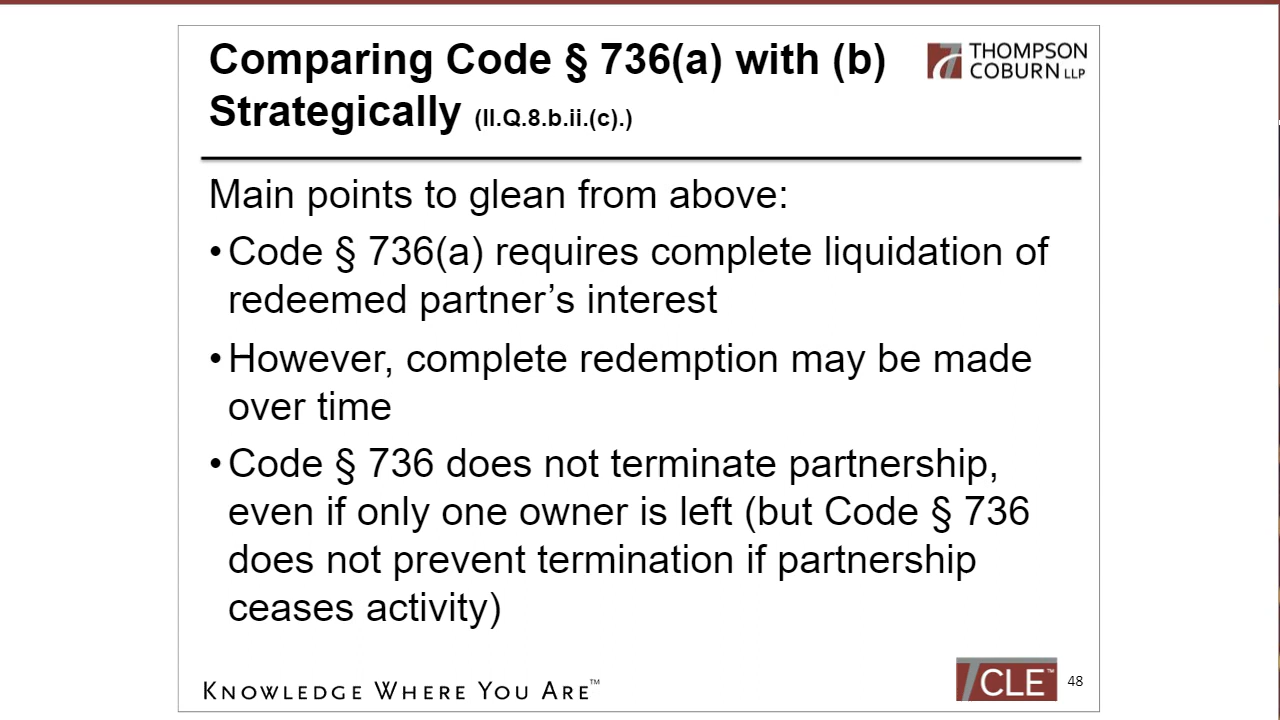 Comparing Code § 736(a) with (b)
Strategically (II.Q.8.b.ii.(c).)
THOMPSON
COBURN LLP
Main points to glean from above:
• Code § 736(a) requires complete liquidation of
redeemed partner’s interest
• However, complete redemption may be made
over time
• Code § 736 does not terminate partnership,
even if only one owner is left (but Code § 736
does not prevent termination if partnership
ceases activity)
KNOWLEDGE WHERE YOU ARE™
CLE™
48